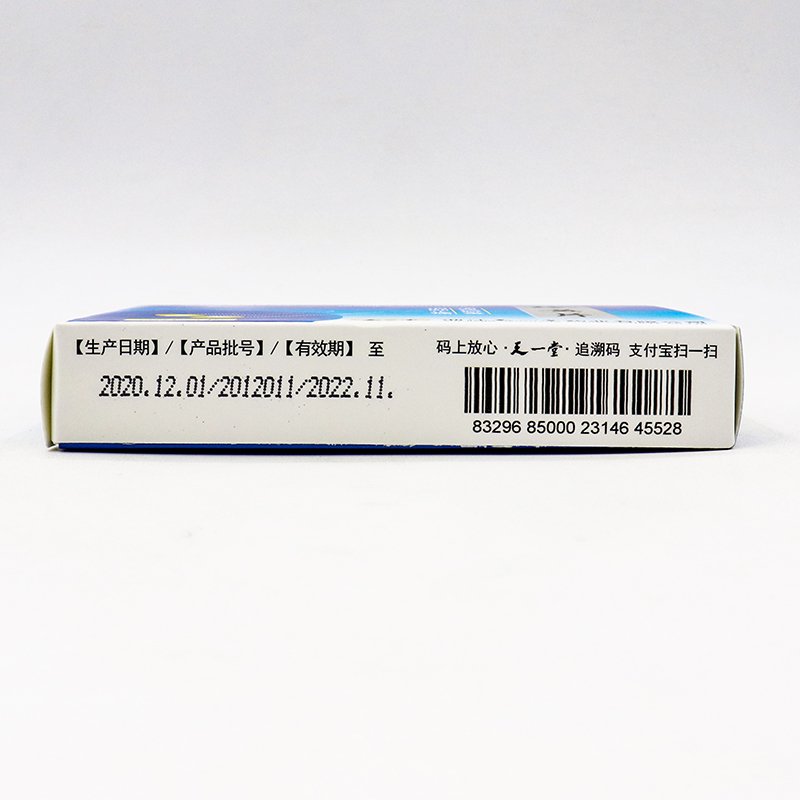 【生产日期】/【产品批号】/【有效期】 至
2020.12.01/2012011/2022.11.
码上放心·天一堂·追溯码 支付宝扫一扫
83296 85000 23146 45528